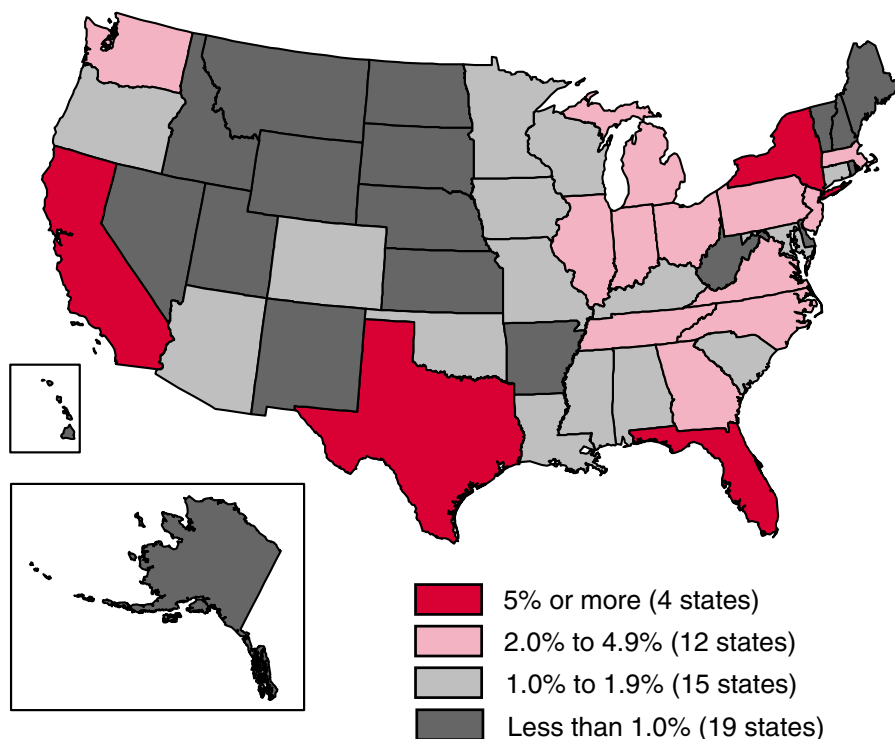 5% or more (4 states)
2.0% to 4.9% (12 states)
1.0% to 1.9% (15 states)
Less than 1.0% (19 states)